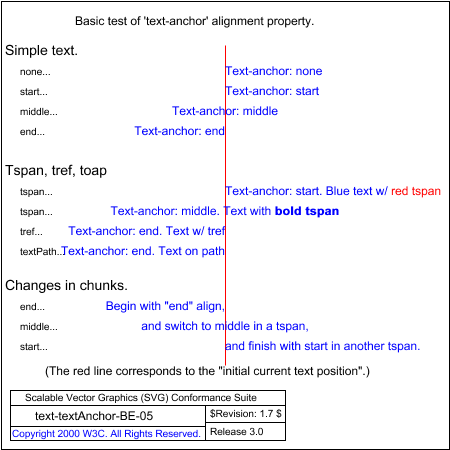 Basic test of 'text-anchor' alignment property.
Simple text.
none... Text-anchor: none
start... Text-anchor: start
middle... Text-anchor: middle
end... Text-anchor: end
Tspan, tref, toap
tspan... Text-anchor: start. Blue text w/ red tspan
tspan... Text-anchor: middle. Text with bold tspan
tref... Text-anchor: end. Text w/ tref
textPath... Text-anchor: end. Text on path
Changes in chunks.
end... Begin with "end" align,
middle... and switch to middle in a tspan,
start... and finish with start in another tspan.
(The red line corresponds to the "initial current text position".)
Scalable Vector Graphics (SVG) Conformance Suite
text-textAnchor-BE-05
$Revision: 1.7 $
Copyright 2000 W3C. All Rights Reserved.
Release 3.0